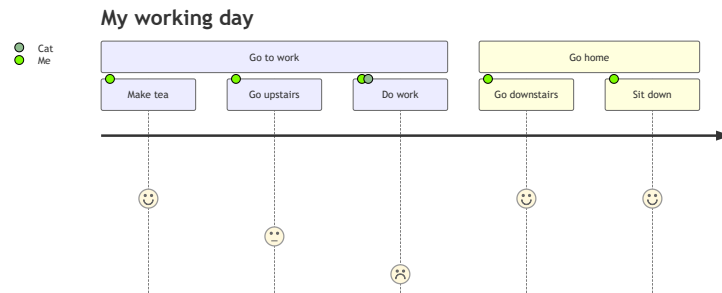 My working day
Cat
Me
Go to work
Go home
Make tea
Go upstairs
Do work
Go downstairs
Sit down